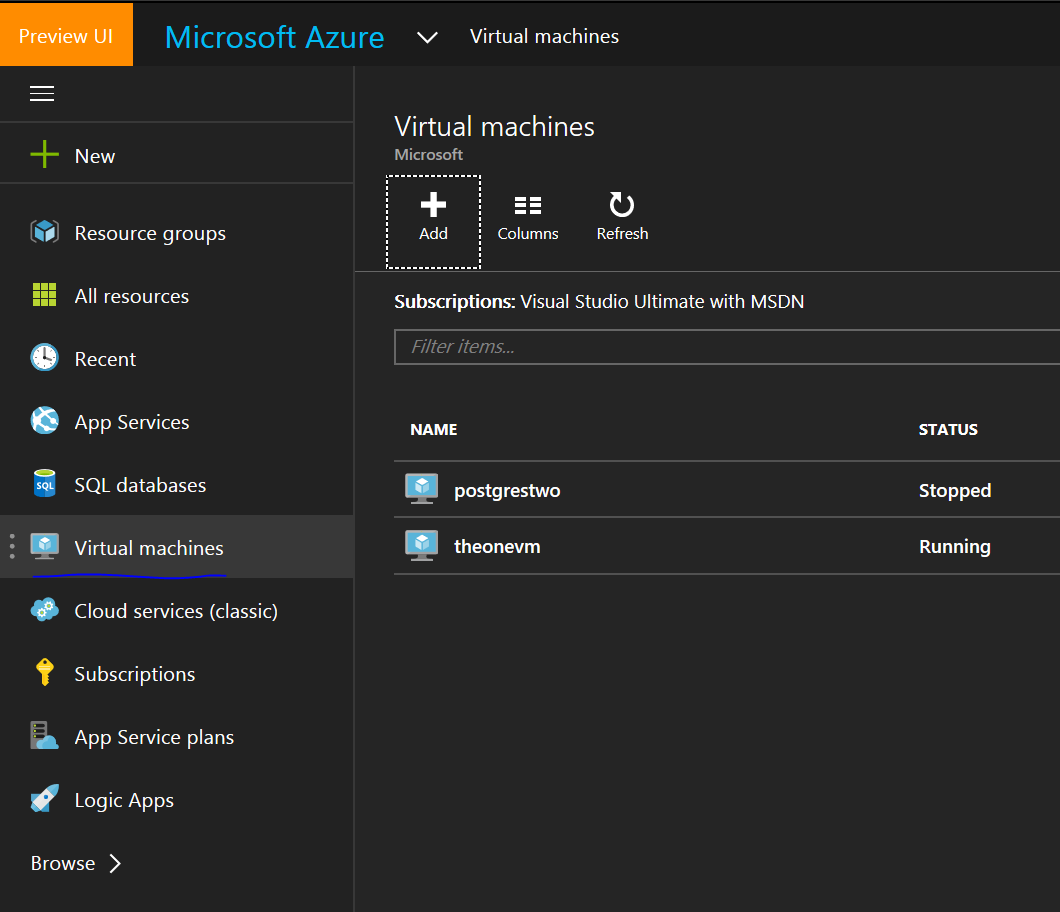 Preview UI Microsoft Azure Virtual machines
New
Resource groups
All resources
Recent
App Services
SQL
SQL databases
Virtual machines
Cloud services (classic)
Subscriptions
App Service plans
Logic Apps
Browse
Virtual machines
Microsoft
Add Columns Refresh
Subscriptions: Visual Studio Ultimate with MSDN
Filter items...
NAME STATUS
postgrestwo Stopped
theonevm Running